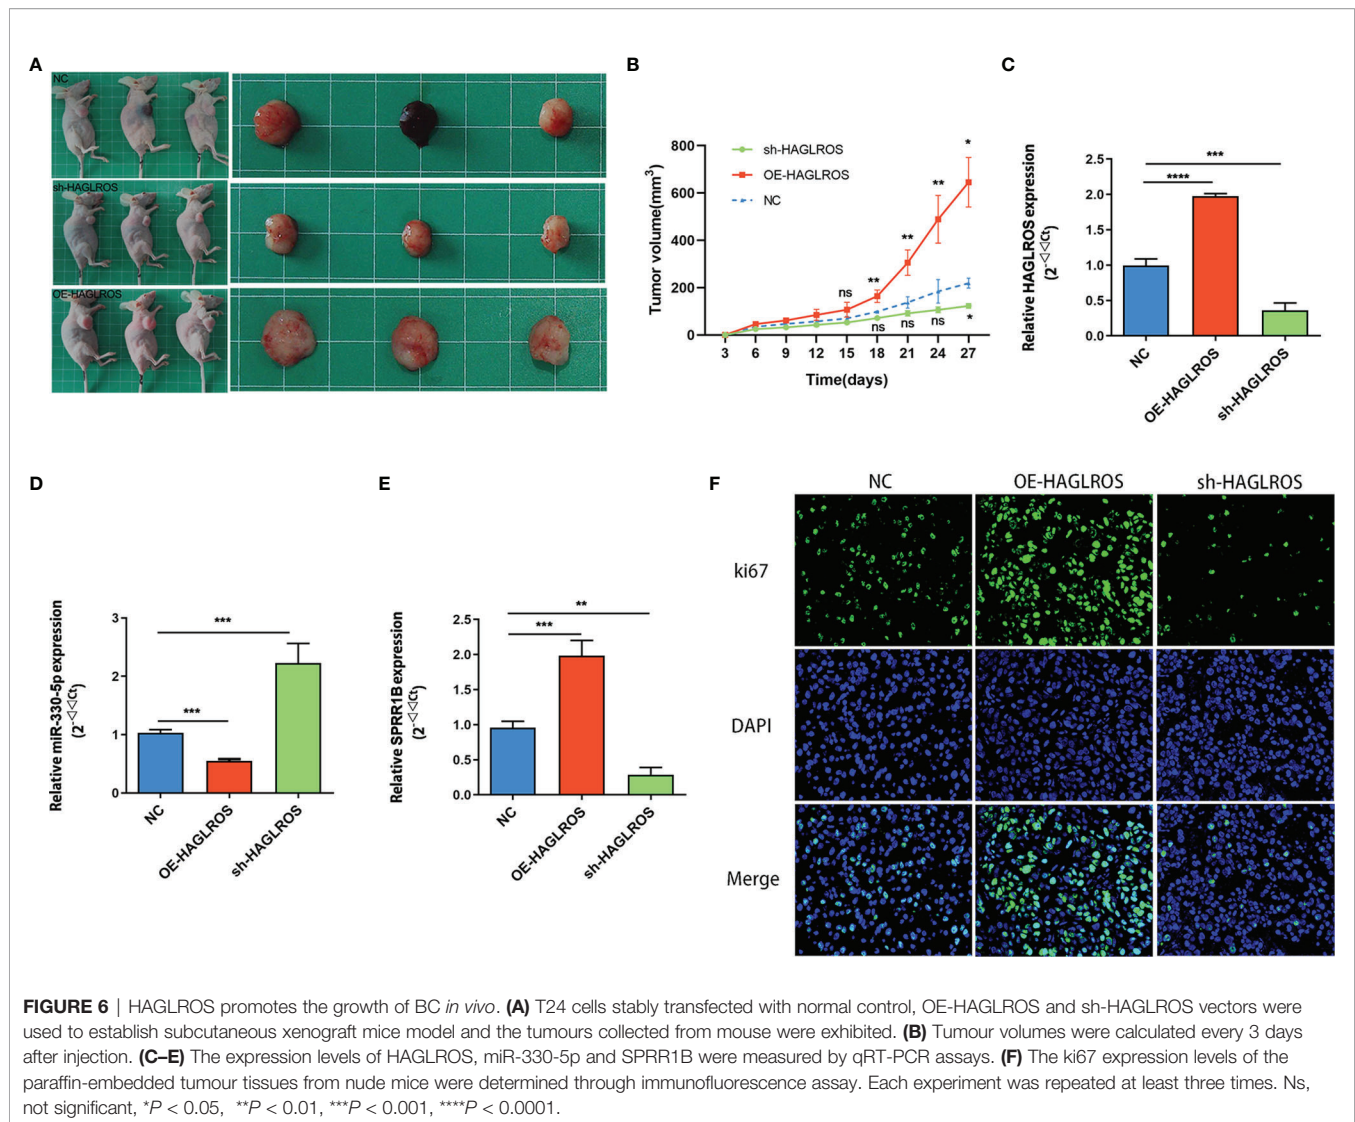 A
NC
sh-HAGLROS
OE-HAGLROS
B
Tumor volume(mm3)
800
600
400
200
0
sh-HAGLROS
OE-HAGLROS
NC
*
**
**
**
ns
ns
ns
ns
*
3 6 9 12 15 18 21 24 27
Time(days)
C
Relative HAGLROS expression
(2-◁◁Ct)
2.5
2.0
1.5
1.0
0.5
0.0
***
****
NC
OE-HAGLROS
sh-HAGLROS
D
Relative miR-330-5p expression
(2-◁◁Ct)
3
2
1
0
***
***
NC
OE-HAGLROS
sh-HAGLROS
E
Relative SPRR1B expression
(2-◁◁Ct)
2.5
2.0
1.5
1.0
0.5
0.0
**
***
NC
OE-HAGLROS
sh-HAGLROS
F
NC OE-HAGLROS sh-HAGLROS
ki67
DAPI
Merge
FIGURE 6 | HAGLROS promotes the growth of BC in vivo. (A) T24 cells stably transfected with normal control, OE-HAGLROS and sh-HAGLROS vectors were
used to establish subcutaneous xenograft mice model and the tumours collected from mouse were exhibited. (B) Tumour volumes were calculated every 3 days
after injection. (C–E) The expression levels of HAGLROS, miR-330-5p and SPRR1B were measured by qRT-PCR assays. (F) The ki67 expression levels of the
paraffin-embedded tumour tissues from nude mice were determined through immunofluorescence assay. Each experiment was repeated at least three times. Ns,
not significant, *P < 0.05, **P < 0.01, ***P < 0.001, ****P < 0.0001.